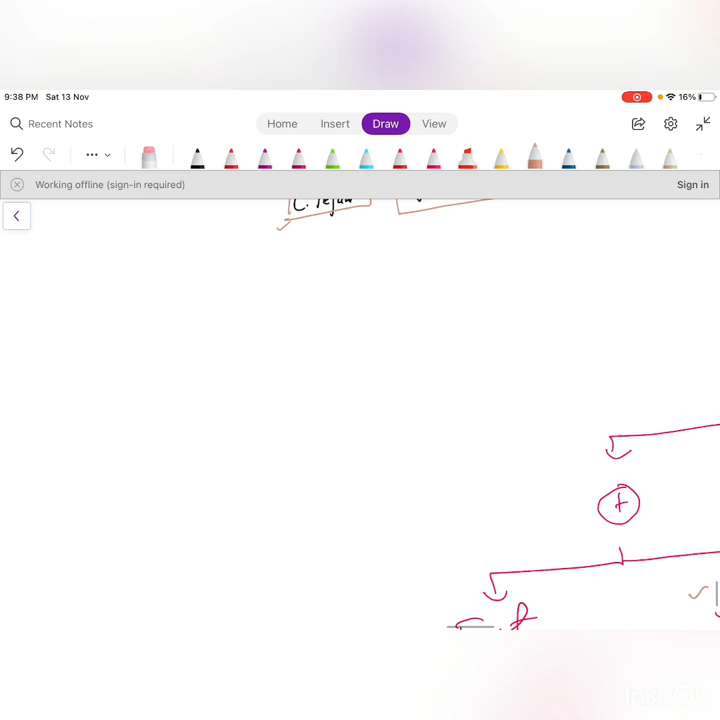 9:38 PM Sat 13 Nov 16%
Recent Notes Home Insert Draw View
Working offline (sign-in required) Sign in
+
INSHOT